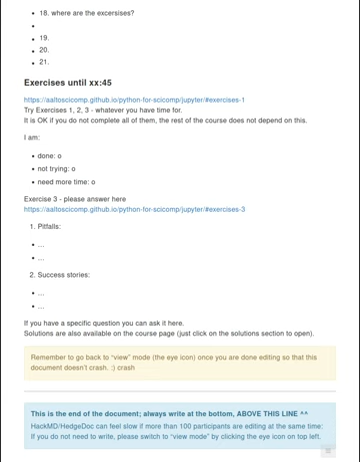 18. where are the excersises?
19.
20.
21.
Exercises until xx:45
https://aaltoscicomp.github.io/python-for-scicomp/jupyter/#exercises-1
Try Exercises 1, 2, 3 - whatever you have time for.
It is OK if you do not complete all of them, the rest of the course does not depend on this.
I am:
done: o
not trying: o
need more time: o
Exercise 3 - please answer here
https://aaltoscicomp.github.io/python-for-scicomp/jupyter/#exercises-3
1. Pitfalls:
...
...
2. Success stories:
...
...
If you have a specific question you can ask it here.
Solutions are also available on the course page (just click on the solutions section to open).
Remember to go back to "view" mode (the eye icon) once you are done editing so that this
document doesn't crash. :) crash
This is the end of the document; always write at the bottom, ABOVE THIS LINE ^^
HackMD/HedgeDoc can feel slow if more than 100 participants are editing at the same time:
If you do not need to write, please switch to "view mode" by clicking the eye icon on top left.